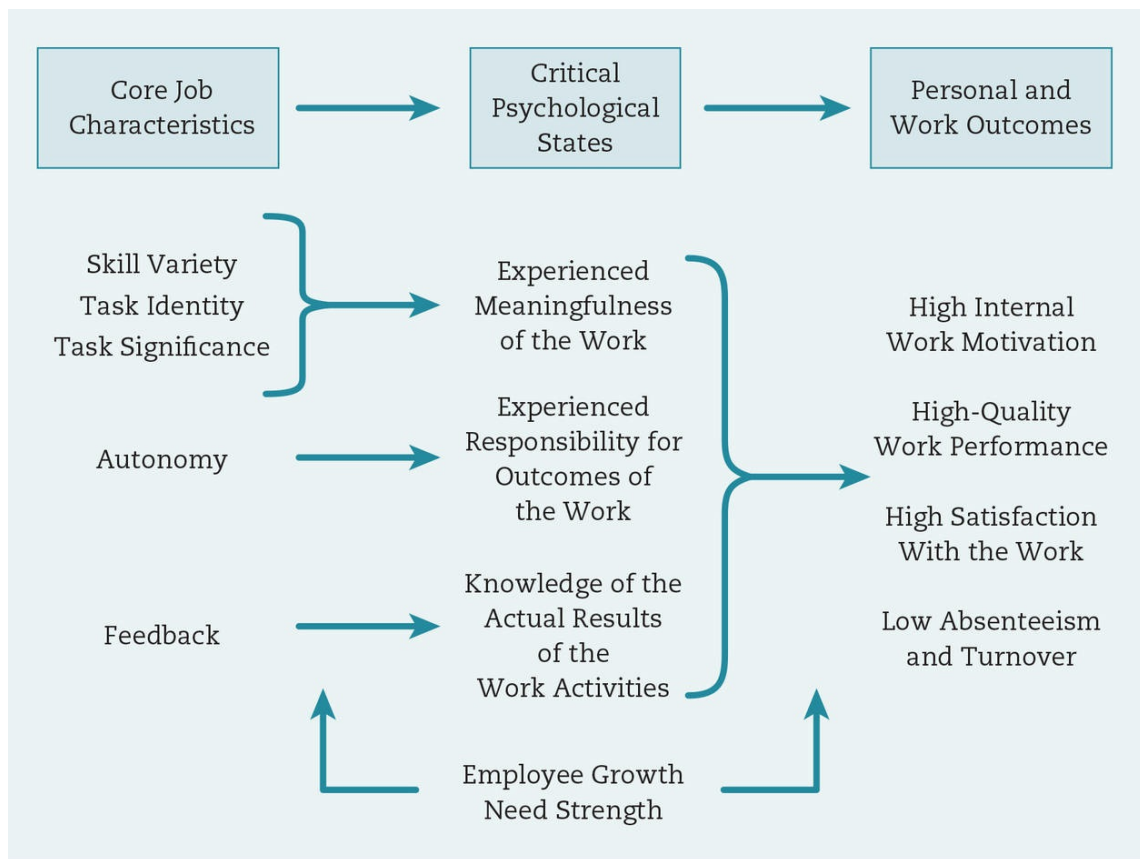 Core Job
Characteristics
Critical
Psychological
States
Personal and
Work Outcomes
Skill Variety
Task Identity
Task Significance
Experienced
Meaningfulness
of the Work
High Internal
Work Motivation
Autonomy
Experienced
Responsibility for
Outcomes of
the Work
High-Quality
Work Performance
High Satisfaction
With the Work
Feedback
Knowledge of the
Actual Results
of the
Work Activities
Low Absenteeism
and Turnover
Employee Growth
Need Strength